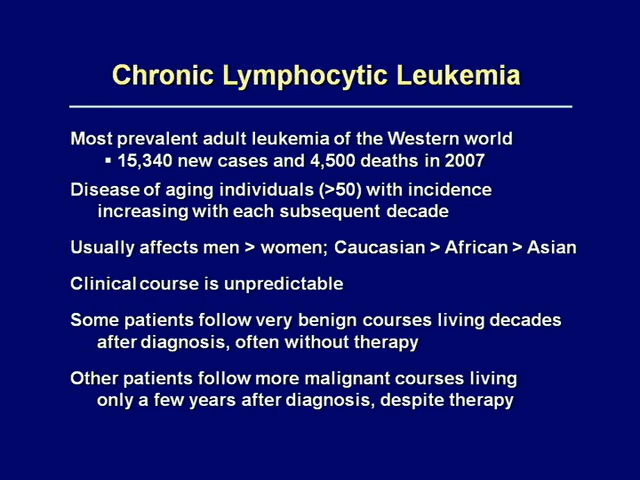 Chronic Lymphocytic Leukemia
Most prevalent adult leukemia of the Western world
▪ 15,340 new cases and 4,500 deaths in 2007
Disease of aging individuals (>50) with incidence
increasing with each subsequent decade
Usually affects men > women; Caucasian > African > Asian
Clinical course is unpredictable
Some patients follow very benign courses living decades
after diagnosis, often without therapy
Other patients follow more malignant courses living
only a few years after diagnosis, despite therapy